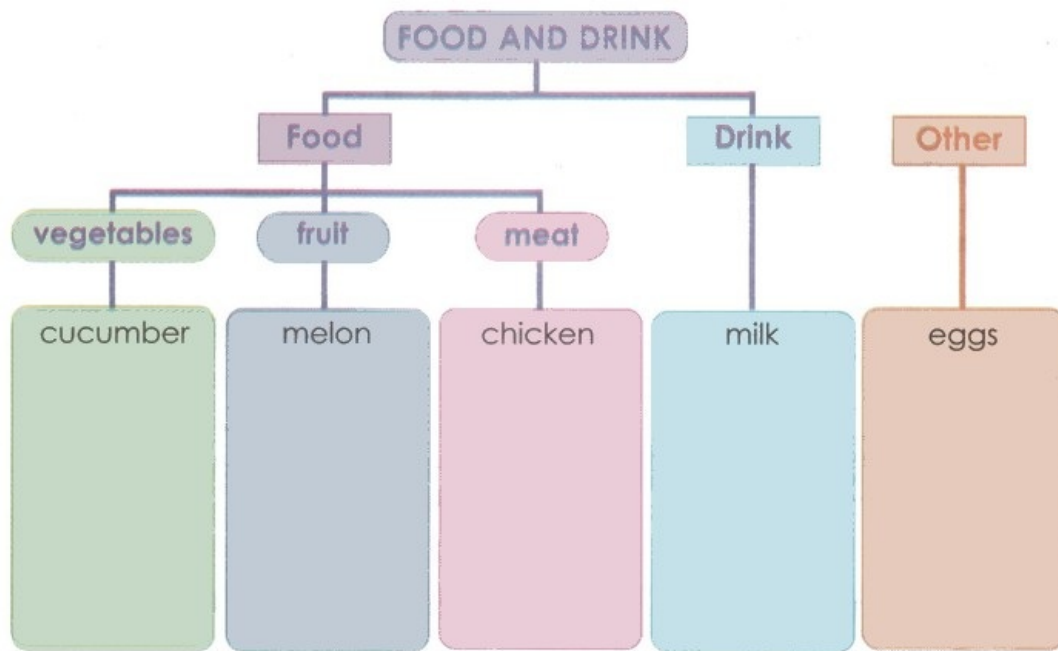 FOOD AND DRINK
Food
Drink
Other
vegetables
fruit
meat
cucumber
melon
chicken
milk
eggs